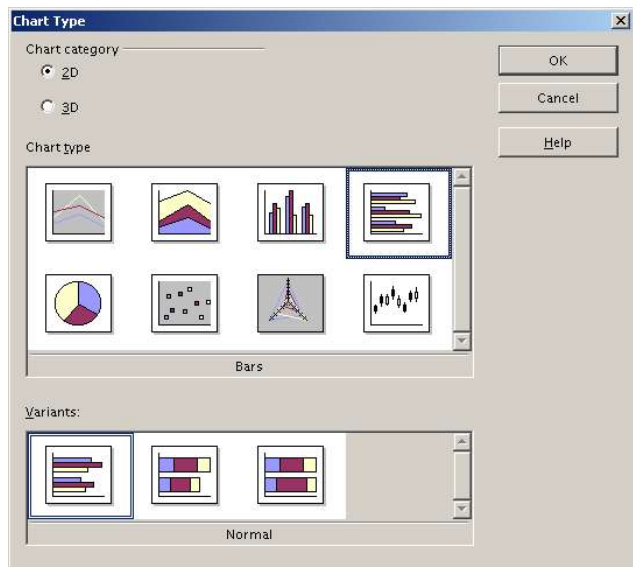 Chart Type
Chart category
2D
3D
OK
Cancel
Help
Chart type
Bars
Variants:
Normal